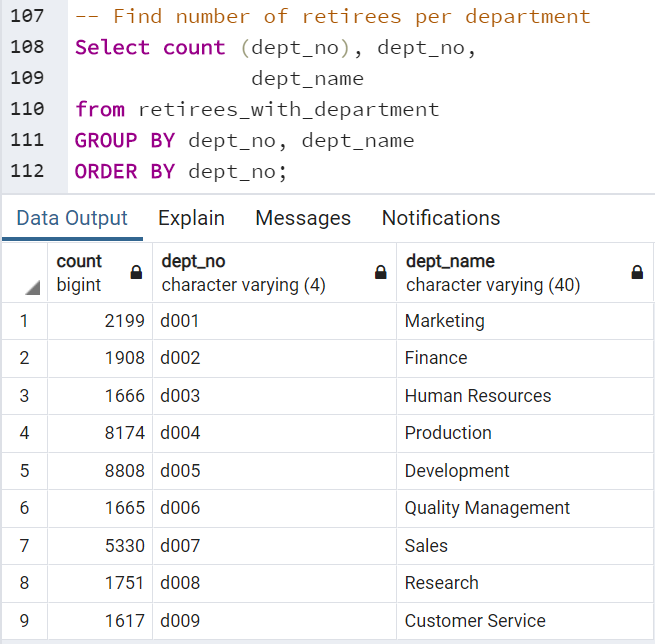 107 -- Find number of retirees per department
108 Select count (dept_no), dept_no,
109 dept_name
110 from retirees_with_department
111 GROUP BY dept_no, dept_name
112 ORDER BY dept_no;
Data Output Explain Messages Notifications
count dept_no dept_name
bigint character varying (4) character varying (40)
1 2199 d001 Marketing
2 1908 d002 Finance
3 1666 d003 Human Resources
4 8174 d004 Production
5 8808 d005 Development
6 1665 d006 Quality Management
7 5330 d007 Sales
8 1751 d008 Research
9 1617 d009 Customer Service